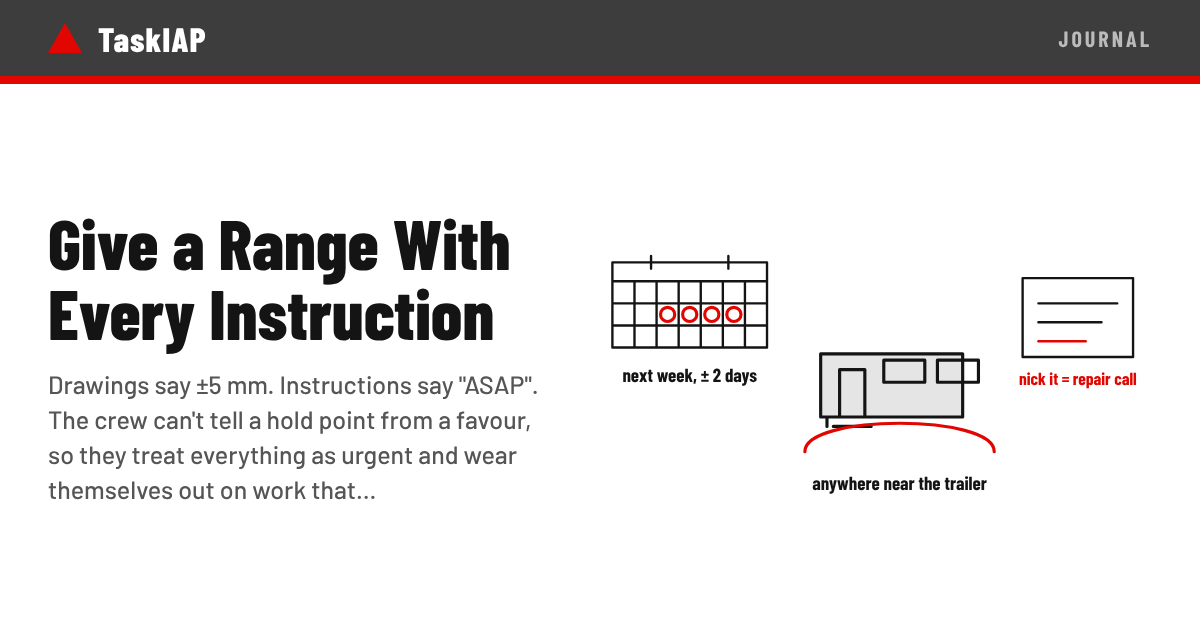 TaskIAP
JOURNAL
Give a Range With
Every Instruction
Drawings say ±5 mm. Instructions say "ASAP".
The crew can't tell a hold point from a favour,
so they treat everything as urgent and wear
themselves out on work that...
next week, ± 2 days
anywhere near the trailer
nick it = repair call